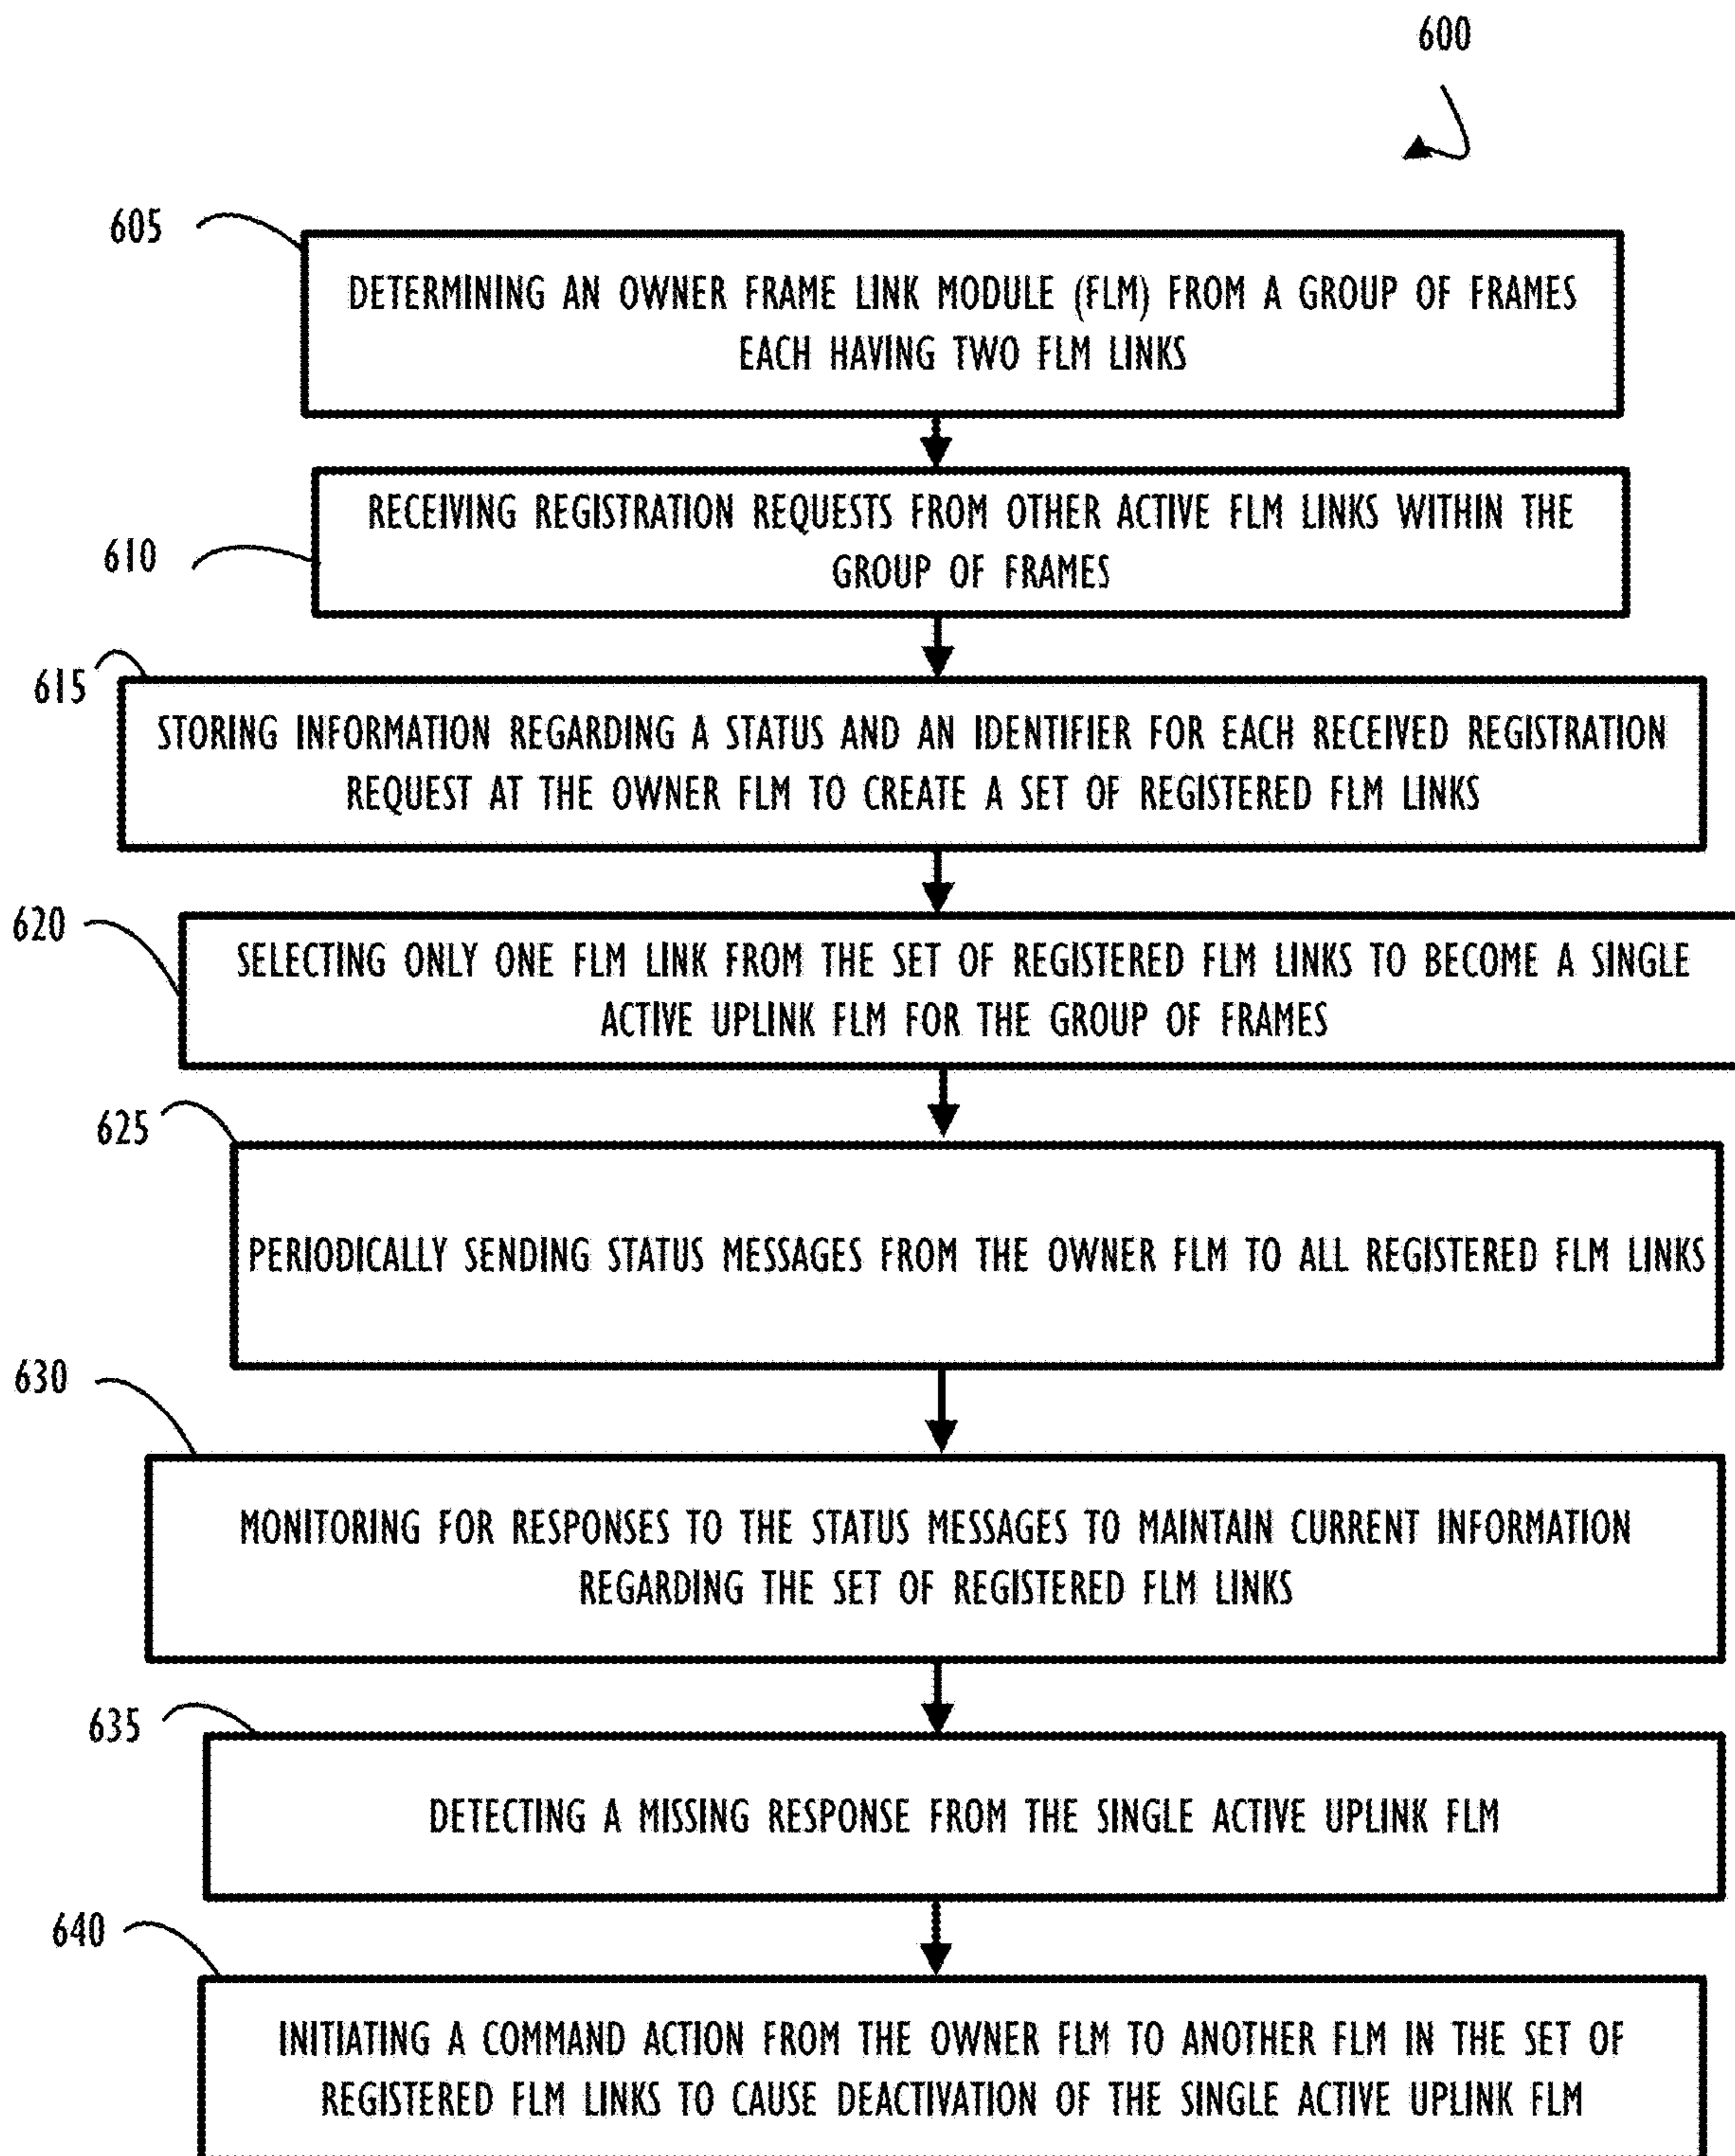 600
605
DETERMINING AN OWNER FRAME LINK MODULE (FLM) FROM A GROUP OF FRAMES
EACH HAVING TWO FLM LINKS
RECEIVING REGISTRATION REQUESTS FROM OTHER ACTIVE FLM LINKS WITHIN THE
GROUP OF FRAMES
610
615
STORING INFORMATION REGARDING A STATUS AND AN IDENTIFIER FOR EACH RECEIVED REGISTRATION
REQUEST AT THE OWNER FLM TO CREATE A SET OF REGISTERED FLM LINKS
620
SELECTING ONLY ONE FLM LINK FROM THE SET OF REGISTERED FLM LINKS TO BECOME A SINGLE
ACTIVE UPLINK FLM FOR THE GROUP OF FRAMES
625
PERIODICALLY SENDING STATUS MESSAGES FROM THE OWNER FLM TO ALL REGISTERED FLM LINKS
630
MONITORING FOR RESPONSES TO THE STATUS MESSAGES TO MAINTAIN CURRENT INFORMATION
REGARDING THE SET OF REGISTERED FLM LINKS
635
DETECTING A MISSING RESPONSE FROM THE SINGLE ACTIVE UPLINK FLM
640
INITIATING A COMMAND ACTION FROM THE OWNER FLM TO ANOTHER FLM IN THE SET OF
REGISTERED FLM LINKS TO CAUSE DEACTIVATION OF THE SINGLE ACTIVE UPLINK FLM